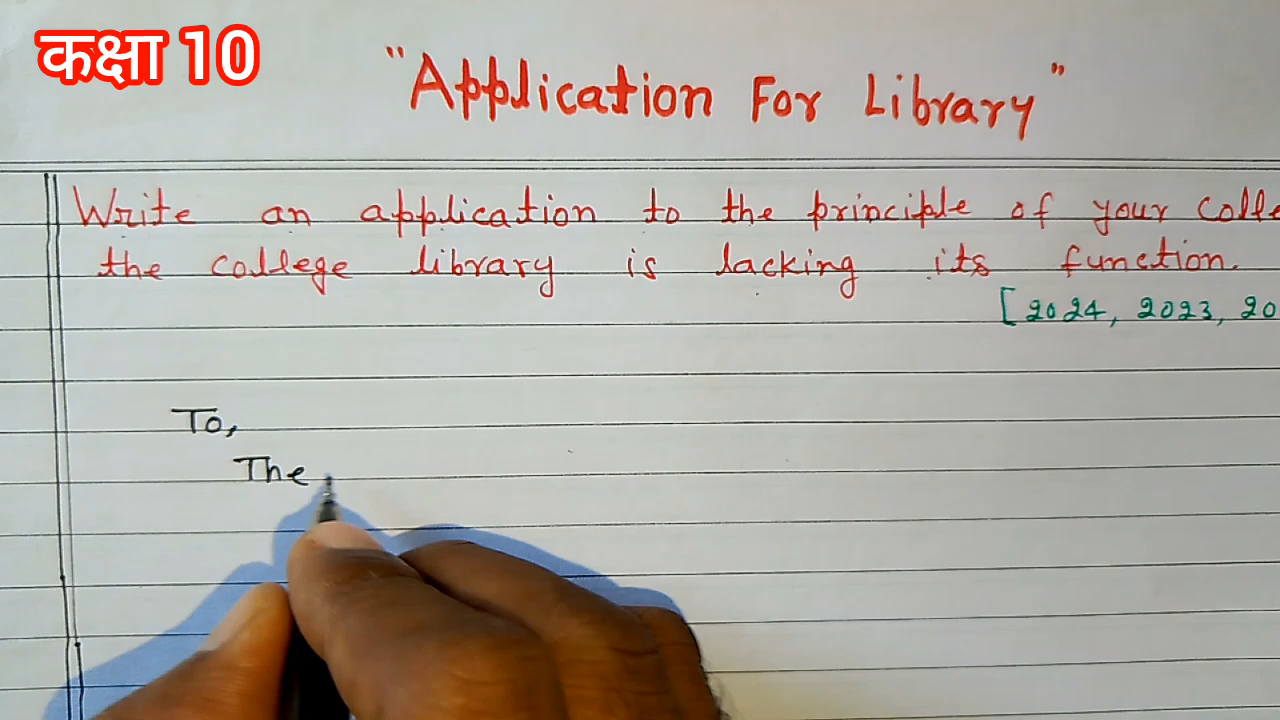 कक्षा 10
"Application For Library"
Write an application to the principle of your
the college library is lacking its function.
[2024, 2023,
To,
The